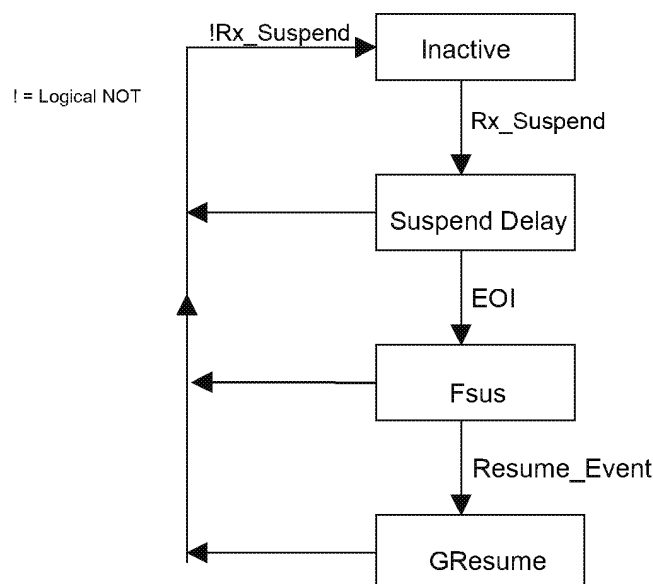 !Rx_Suspend
Inactive
! = Logical NOT
Rx_Suspend
Suspend Delay
EOI
Fsus
Resume_Event
GResume